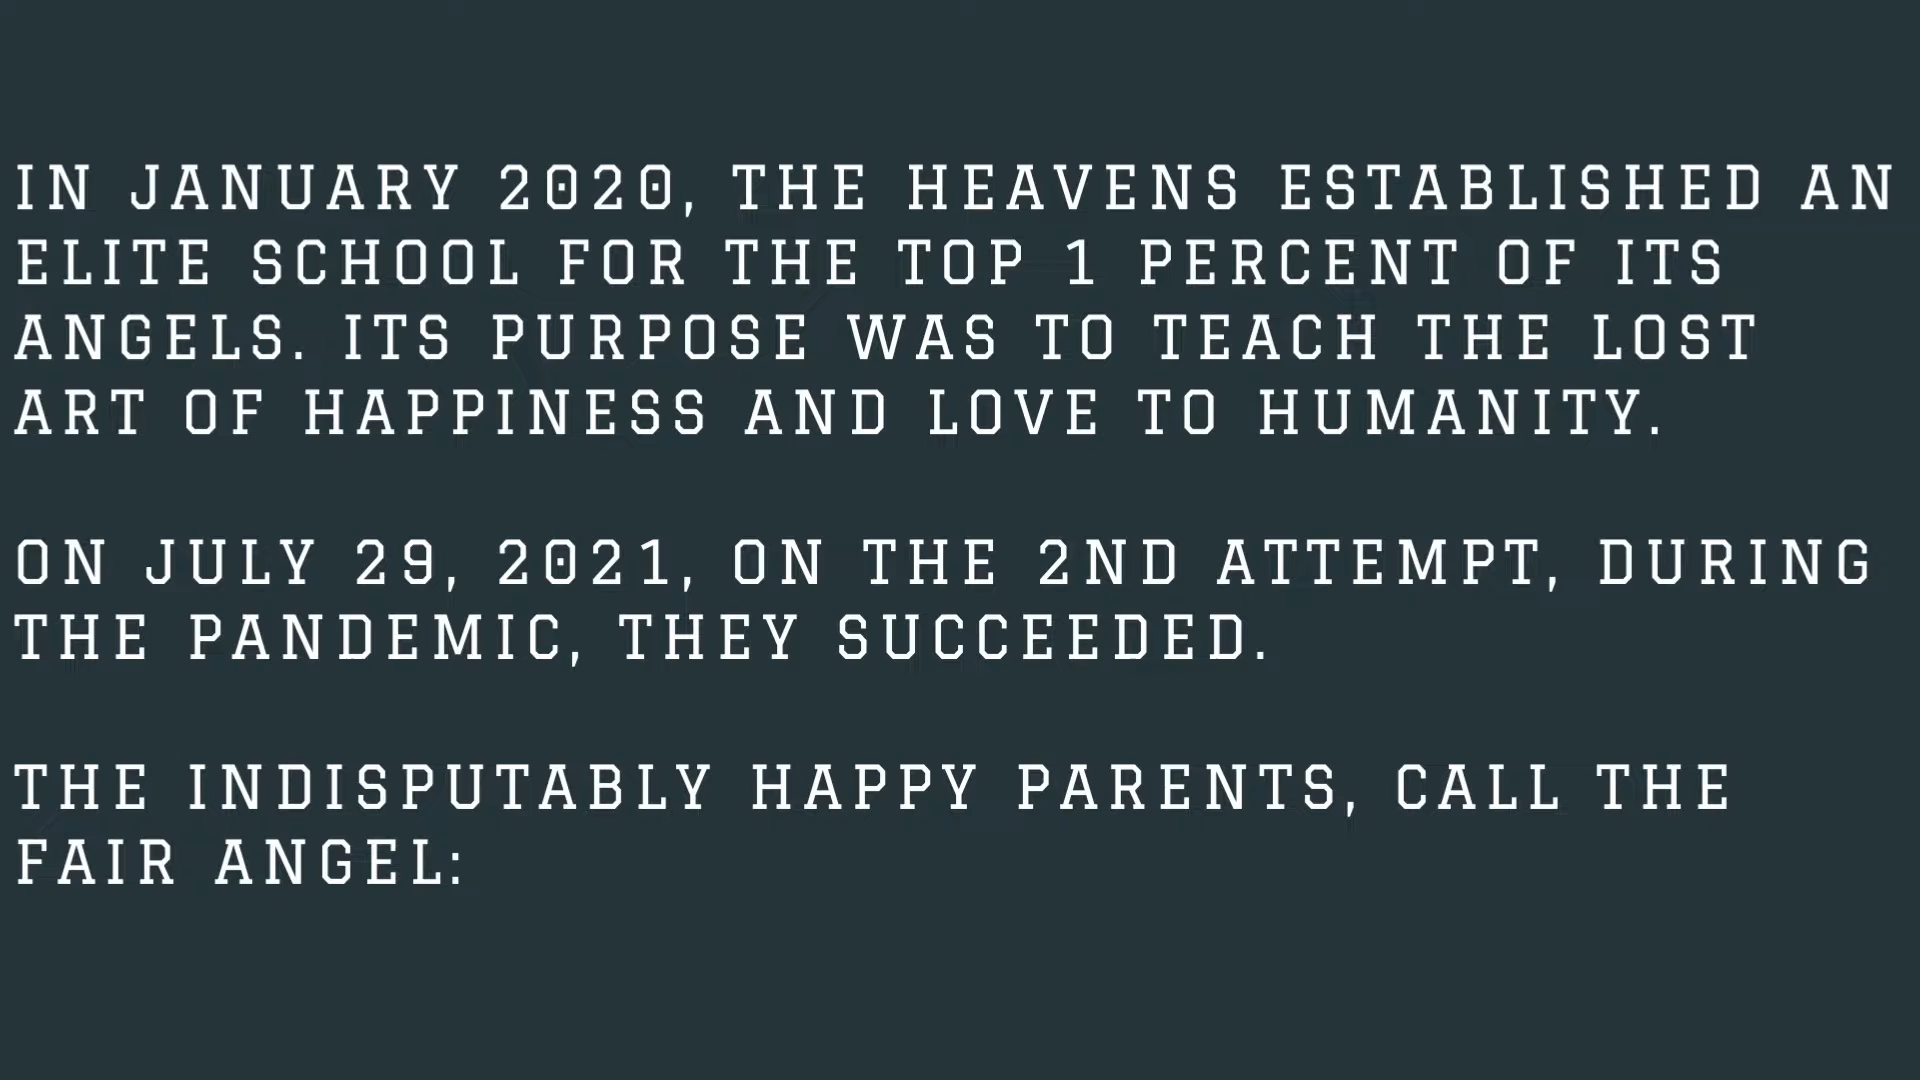 IN JANUARY 2020, THE HEAVENS ESTABLISHED AN
ELITE SCHOOL FOR THE TOP 1 PERCENT OF ITS
ANGELS. ITS PURPOSE WAS TO TEACH THE LOST
ART OF HAPPINESS AND LOVE TO HUMANITY.
ON JULY 29, 2021, ON THE 2ND ATTEMPT, DURING
THE PANDEMIC, THEY SUCCEEDED.
THE INDISPUTABLY HAPPY PARENTS, CALL THE
FAIR ANGEL: